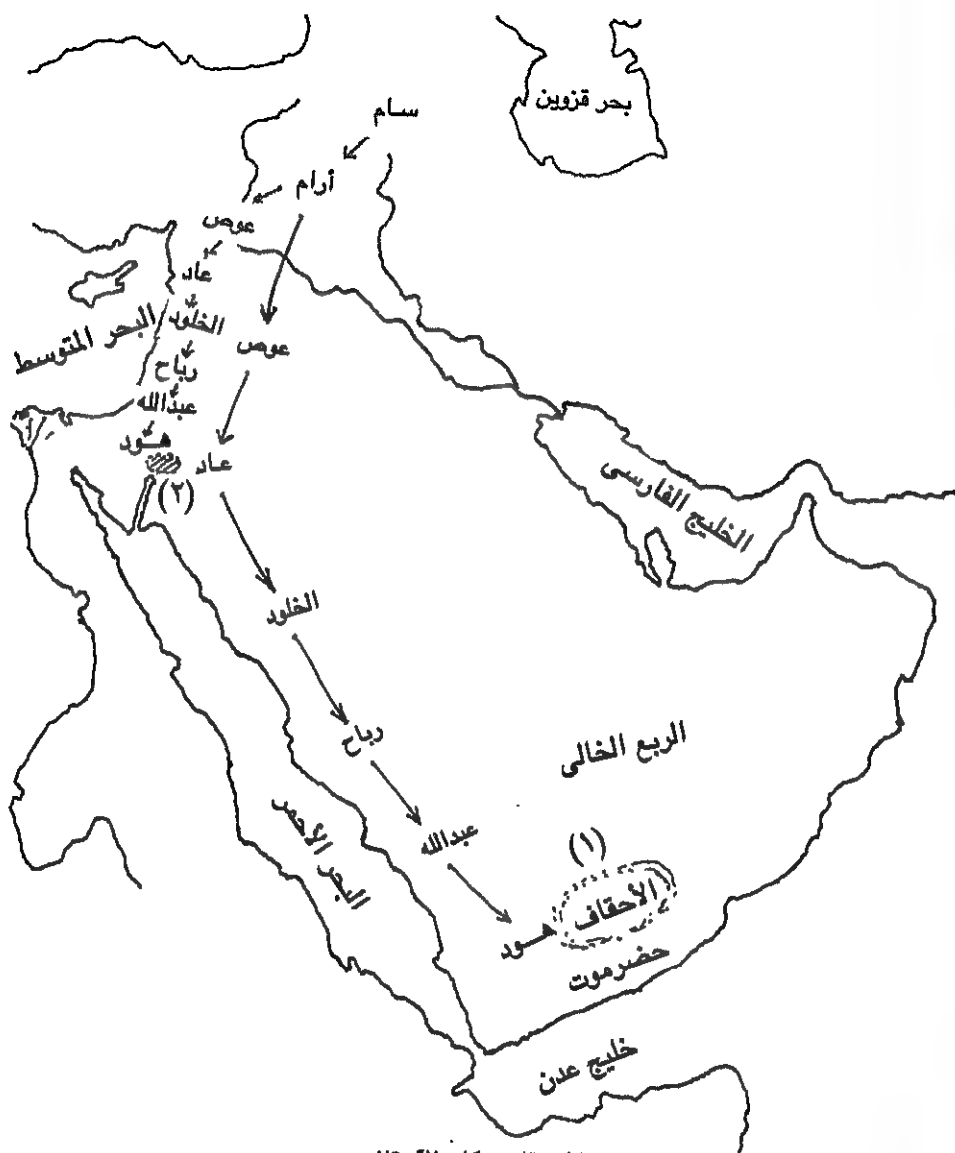 بحر قزوين
سام
أرام
عوص
عاد
الخلود
رباح
عبدالله
هود
(٢)
البحر المتوسط
عوص
عاد
الخلود
رباح
عبدالله
هود
الخليج الفارسى
الربع الخالى
(١)
الأحقاف
حضرموت
البحر الأحمر
خليج عدن